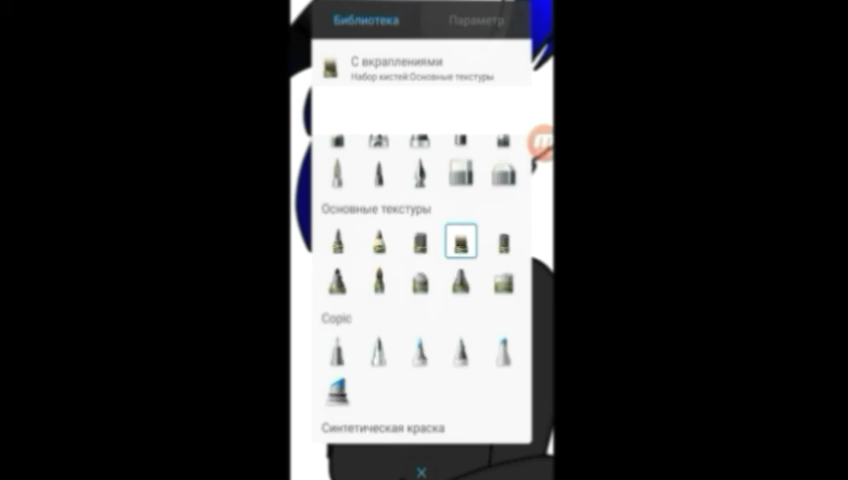 Библиотека
Параметр
С вкраплениями
Набор кистей:Основные текстуры
Основные текстуры
Copic
Синтетическая краска